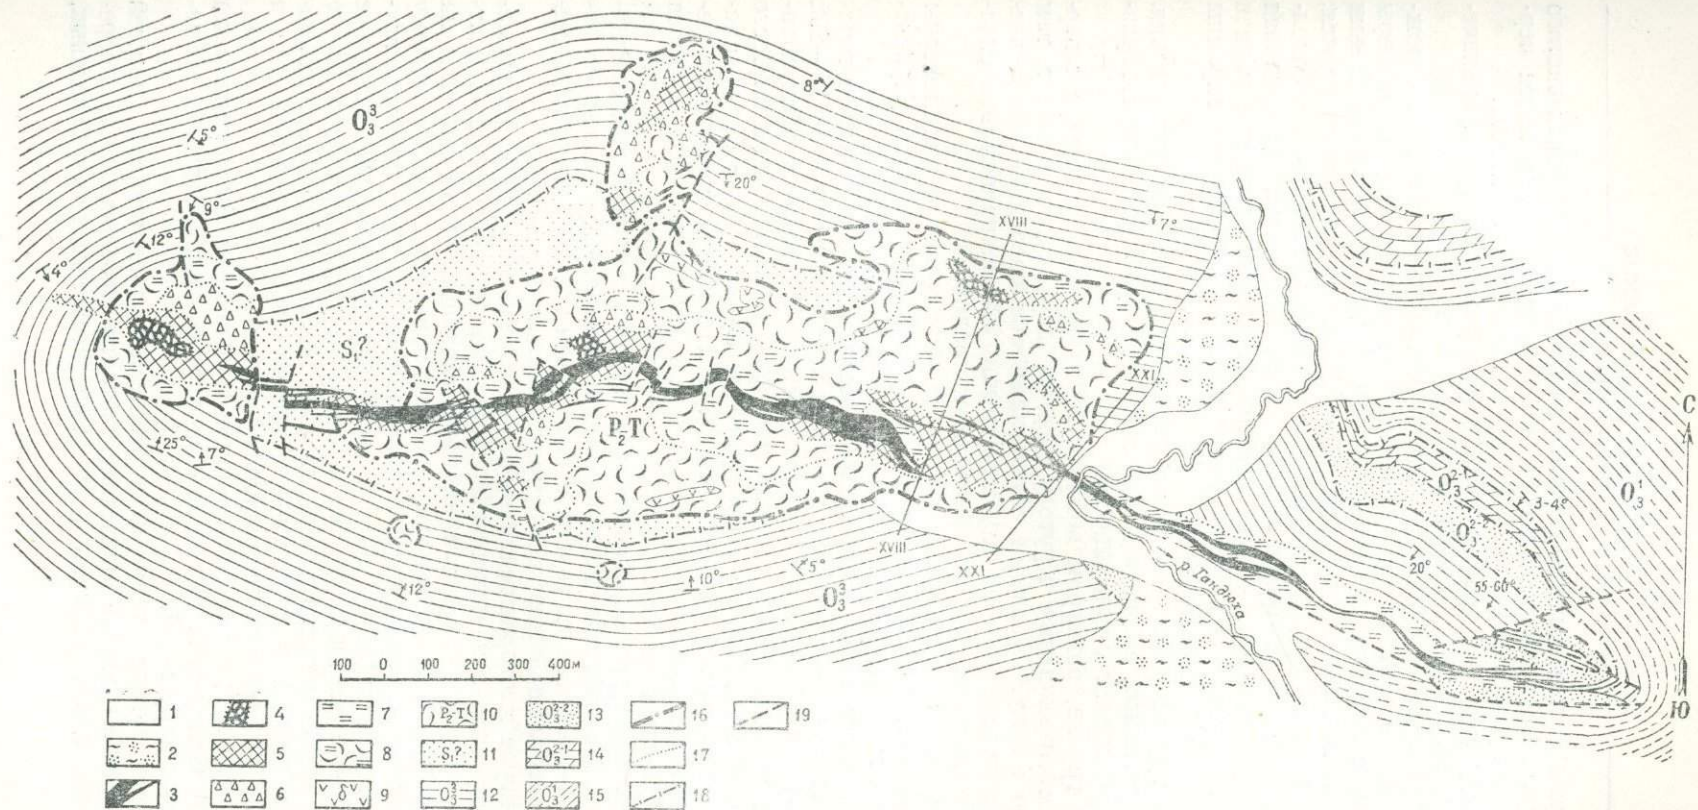 8°
O₃³
5°
20°
9°
XVIII
7°
12°
4°
S₁?
XXI
С
P₂-T
25°
7°
O₃²⁻²
3-4°
O₃¹
XVIII
XXI
10°
5°
12°
O₃³
20°
55-60°
р. Гандюха
Ю
100 0 100 200 300 400м
1 4 7 P₂-T 10 O₃²⁻² 13 16 19
2 5 8 S₁? 11 O₃²⁻¹ 14 17
3 6 δ 9 O₃³ 12 O₃¹ 15 18